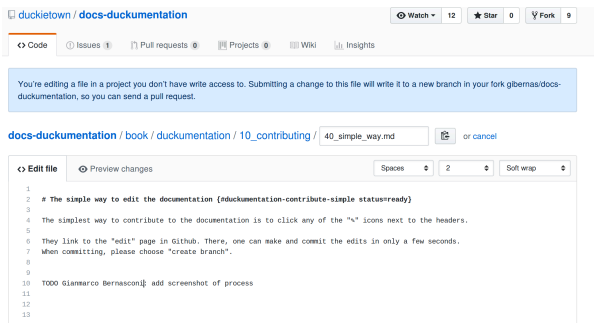 duckietown / docs-duckumentation
Watch 12 Star 0 Fork 9
Code Issues 1 Pull requests 0 Projects 0 Wiki Insights
You're editing a file in a project you don't have write access to. Submitting a change to this file will write it to a new branch in your fork gibernas/docs-
duckumentation, so you can send a pull request.
docs-duckumentation / book / duckumentation / 10_contributing / 40_simple_way.md or cancel
<> Edit file Preview changes Spaces 2 Soft wrap
1
2 # The simple way to edit the documentation {#duckumentation-contribute-simple status=ready}
3
4 The simplest way to contribute to the documentation is to click any of the "✎" icons next to the headers.
5
6 They link to the "edit" page in Github. There, one can make and commit the edits in only a few seconds.
7 When committing, please choose "create branch".
8
9
10 TODO Gianmarco Bernasconi: add screenshot of process
11
12
13